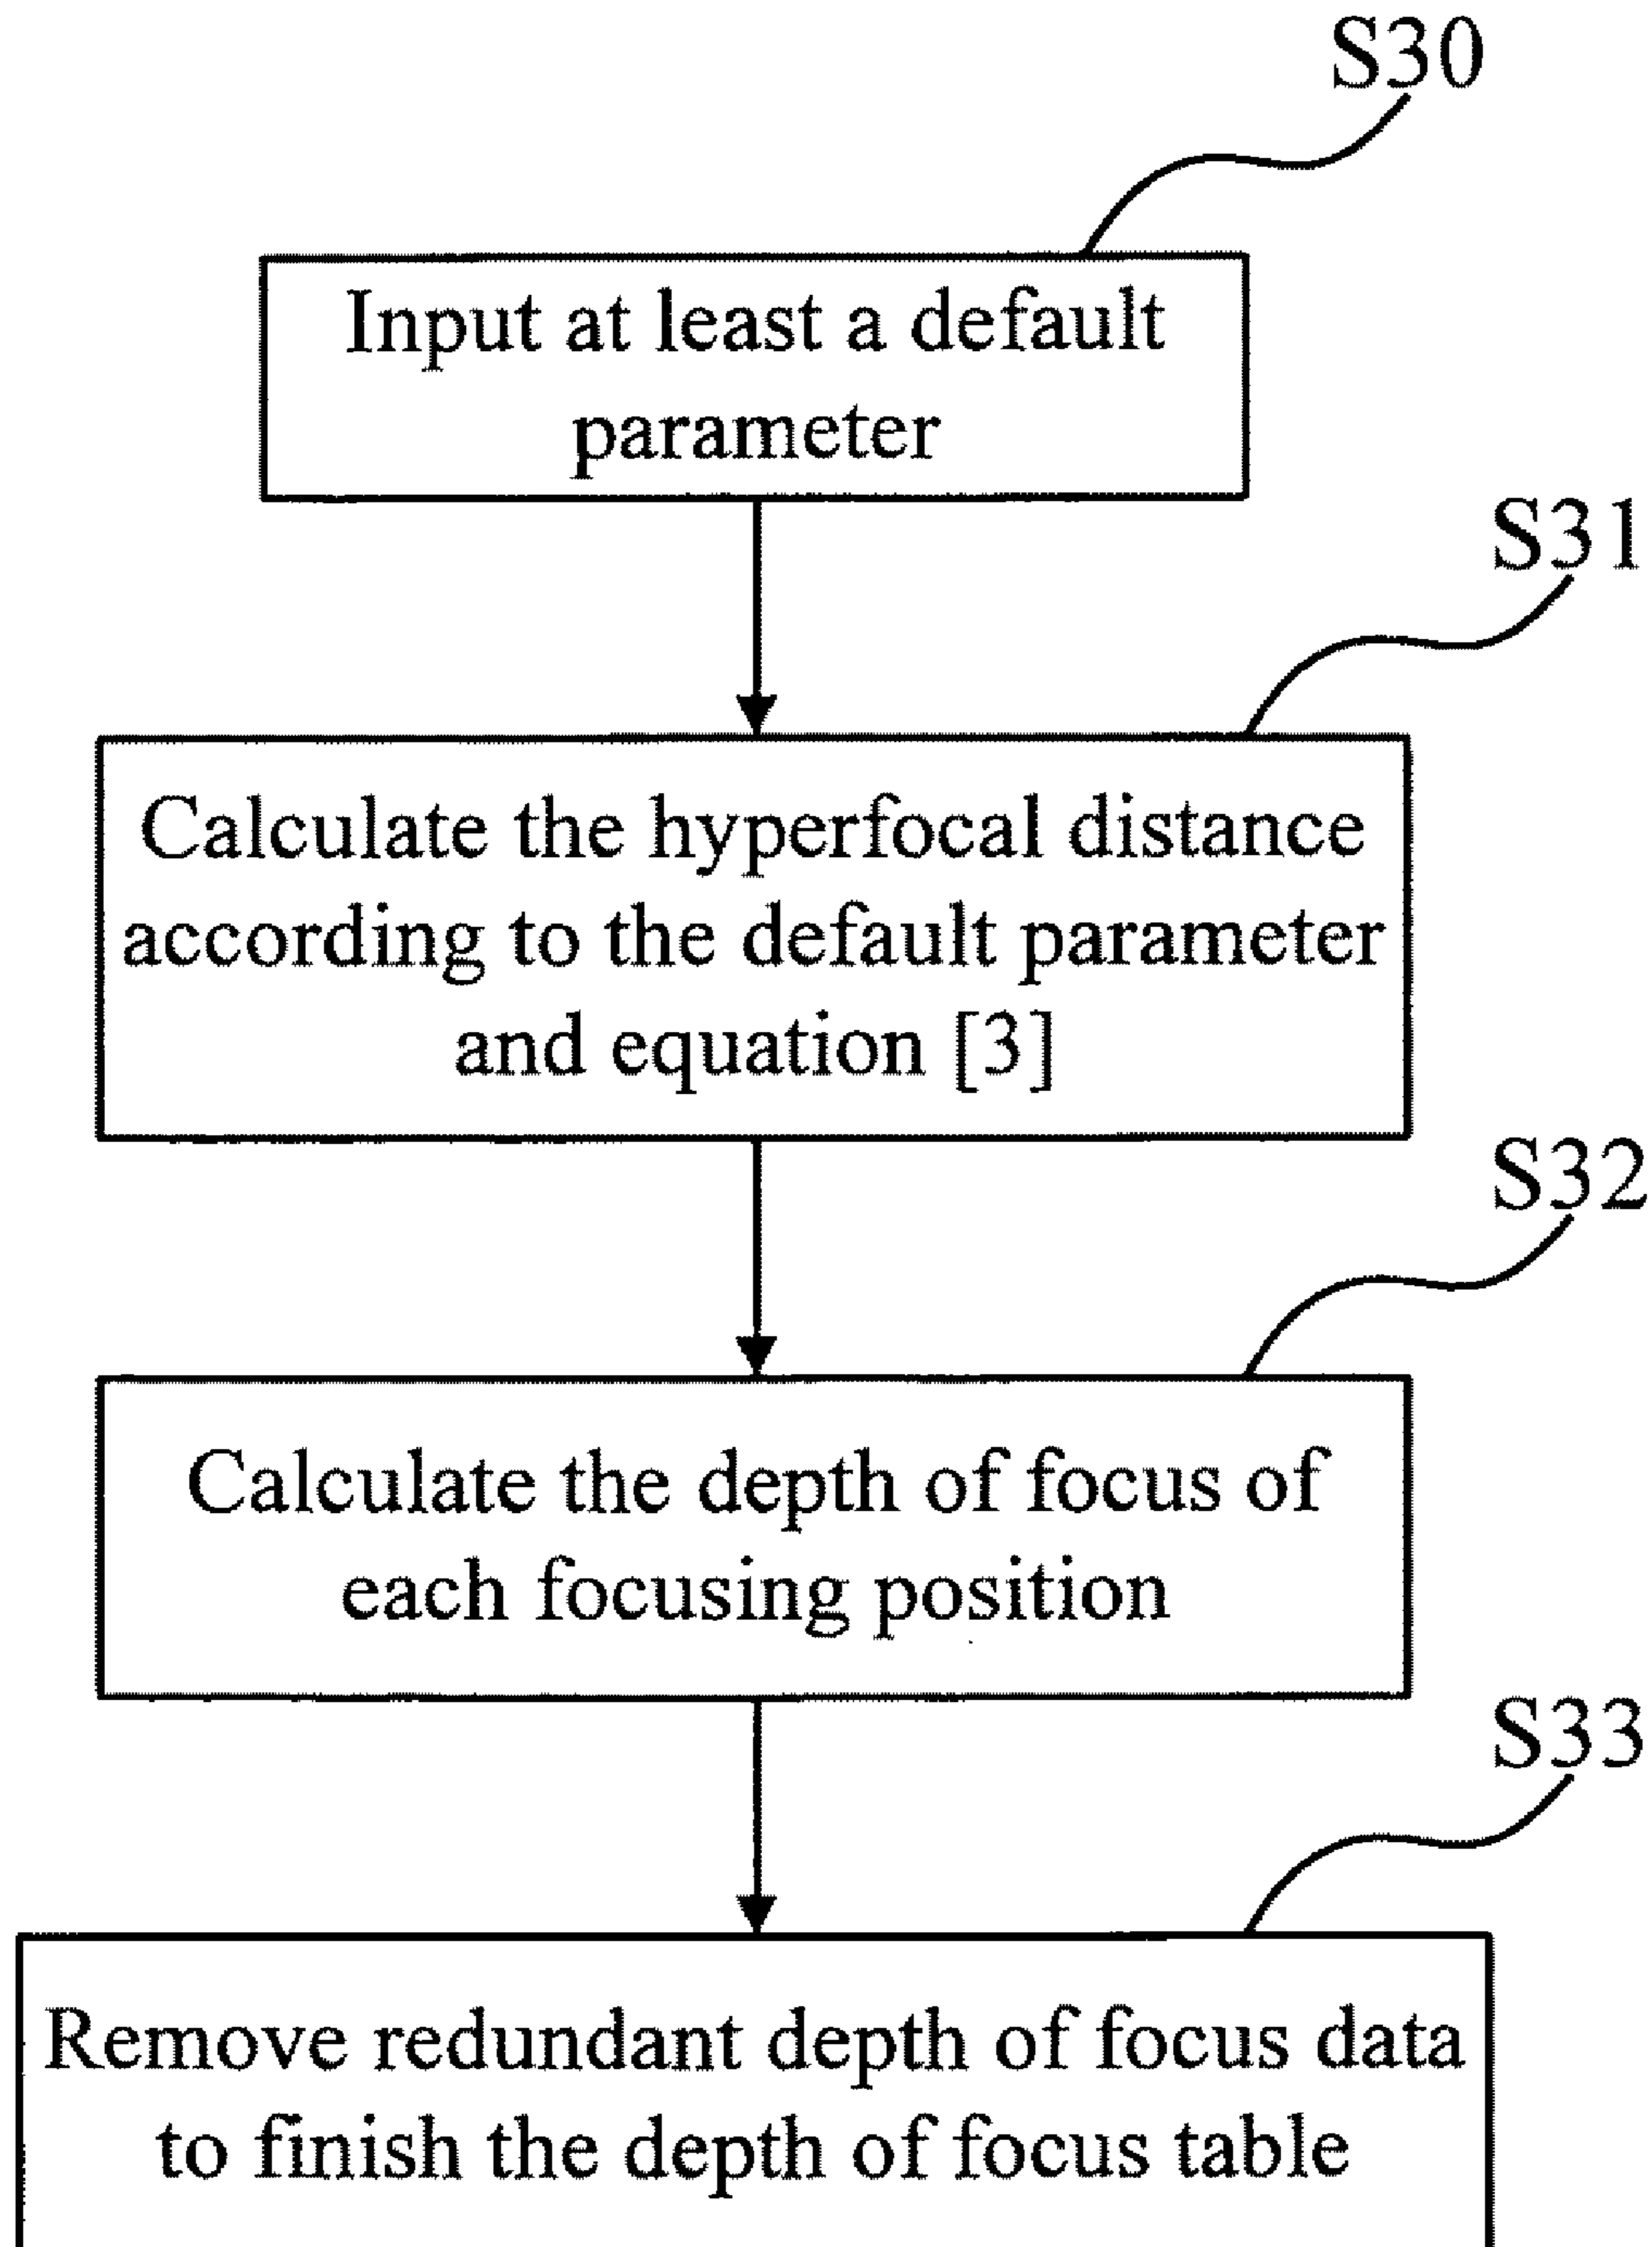 S30
Input at least a default
parameter
S31
Calculate the hyperfocal distance
according to the default parameter
and equation [3]
S32
Calculate the depth of focus of
each focusing position
S33
Remove redundant depth of focus data
to finish the depth of focus table